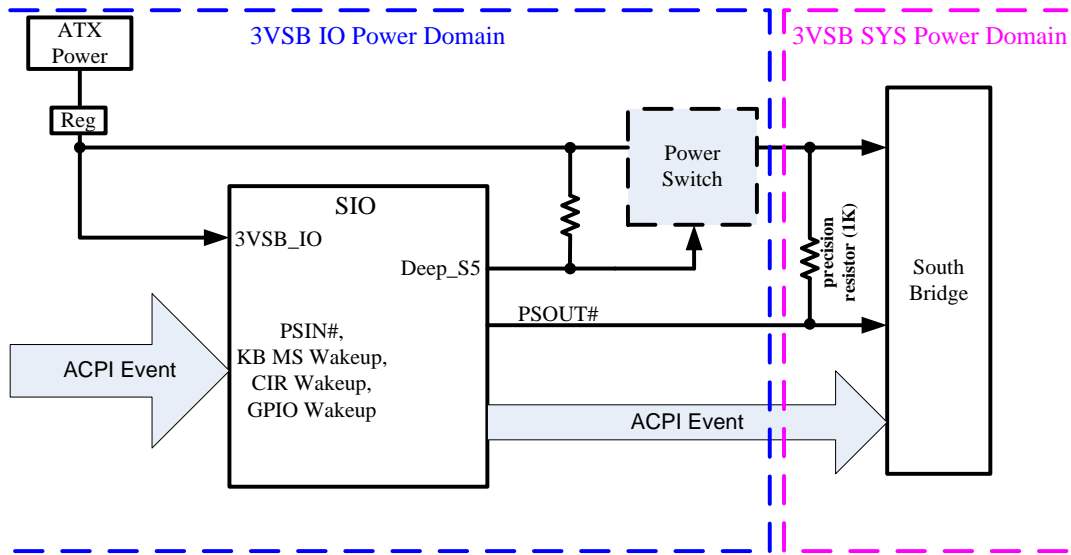 3VSB IO Power Domain
3VSB SYS Power Domain
ATX
Power
Reg
Power
Switch
SIO
3VSB_IO
Deep_S5
precision
resistor (1K)
South
Bridge
PSOUT#
PSIN#,
KB MS Wakeup,
CIR Wakeup,
GPIO Wakeup
ACPI Event
ACPI Event